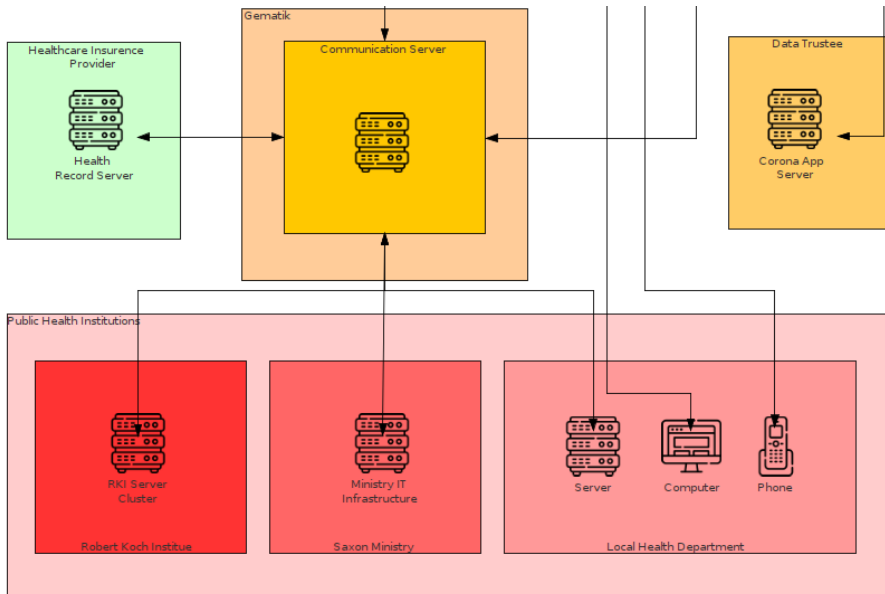 Gematik
Healthcare Insurence
Provider
Communication Server
Data Trustee
Health
Record Server
Corona App
Server
Public Health Institutions
RKI Server
Cluster
Ministry IT
Infrastructure
Server
Computer
Phone
Robert Koch Institue
Saxon Ministry
Local Health Department